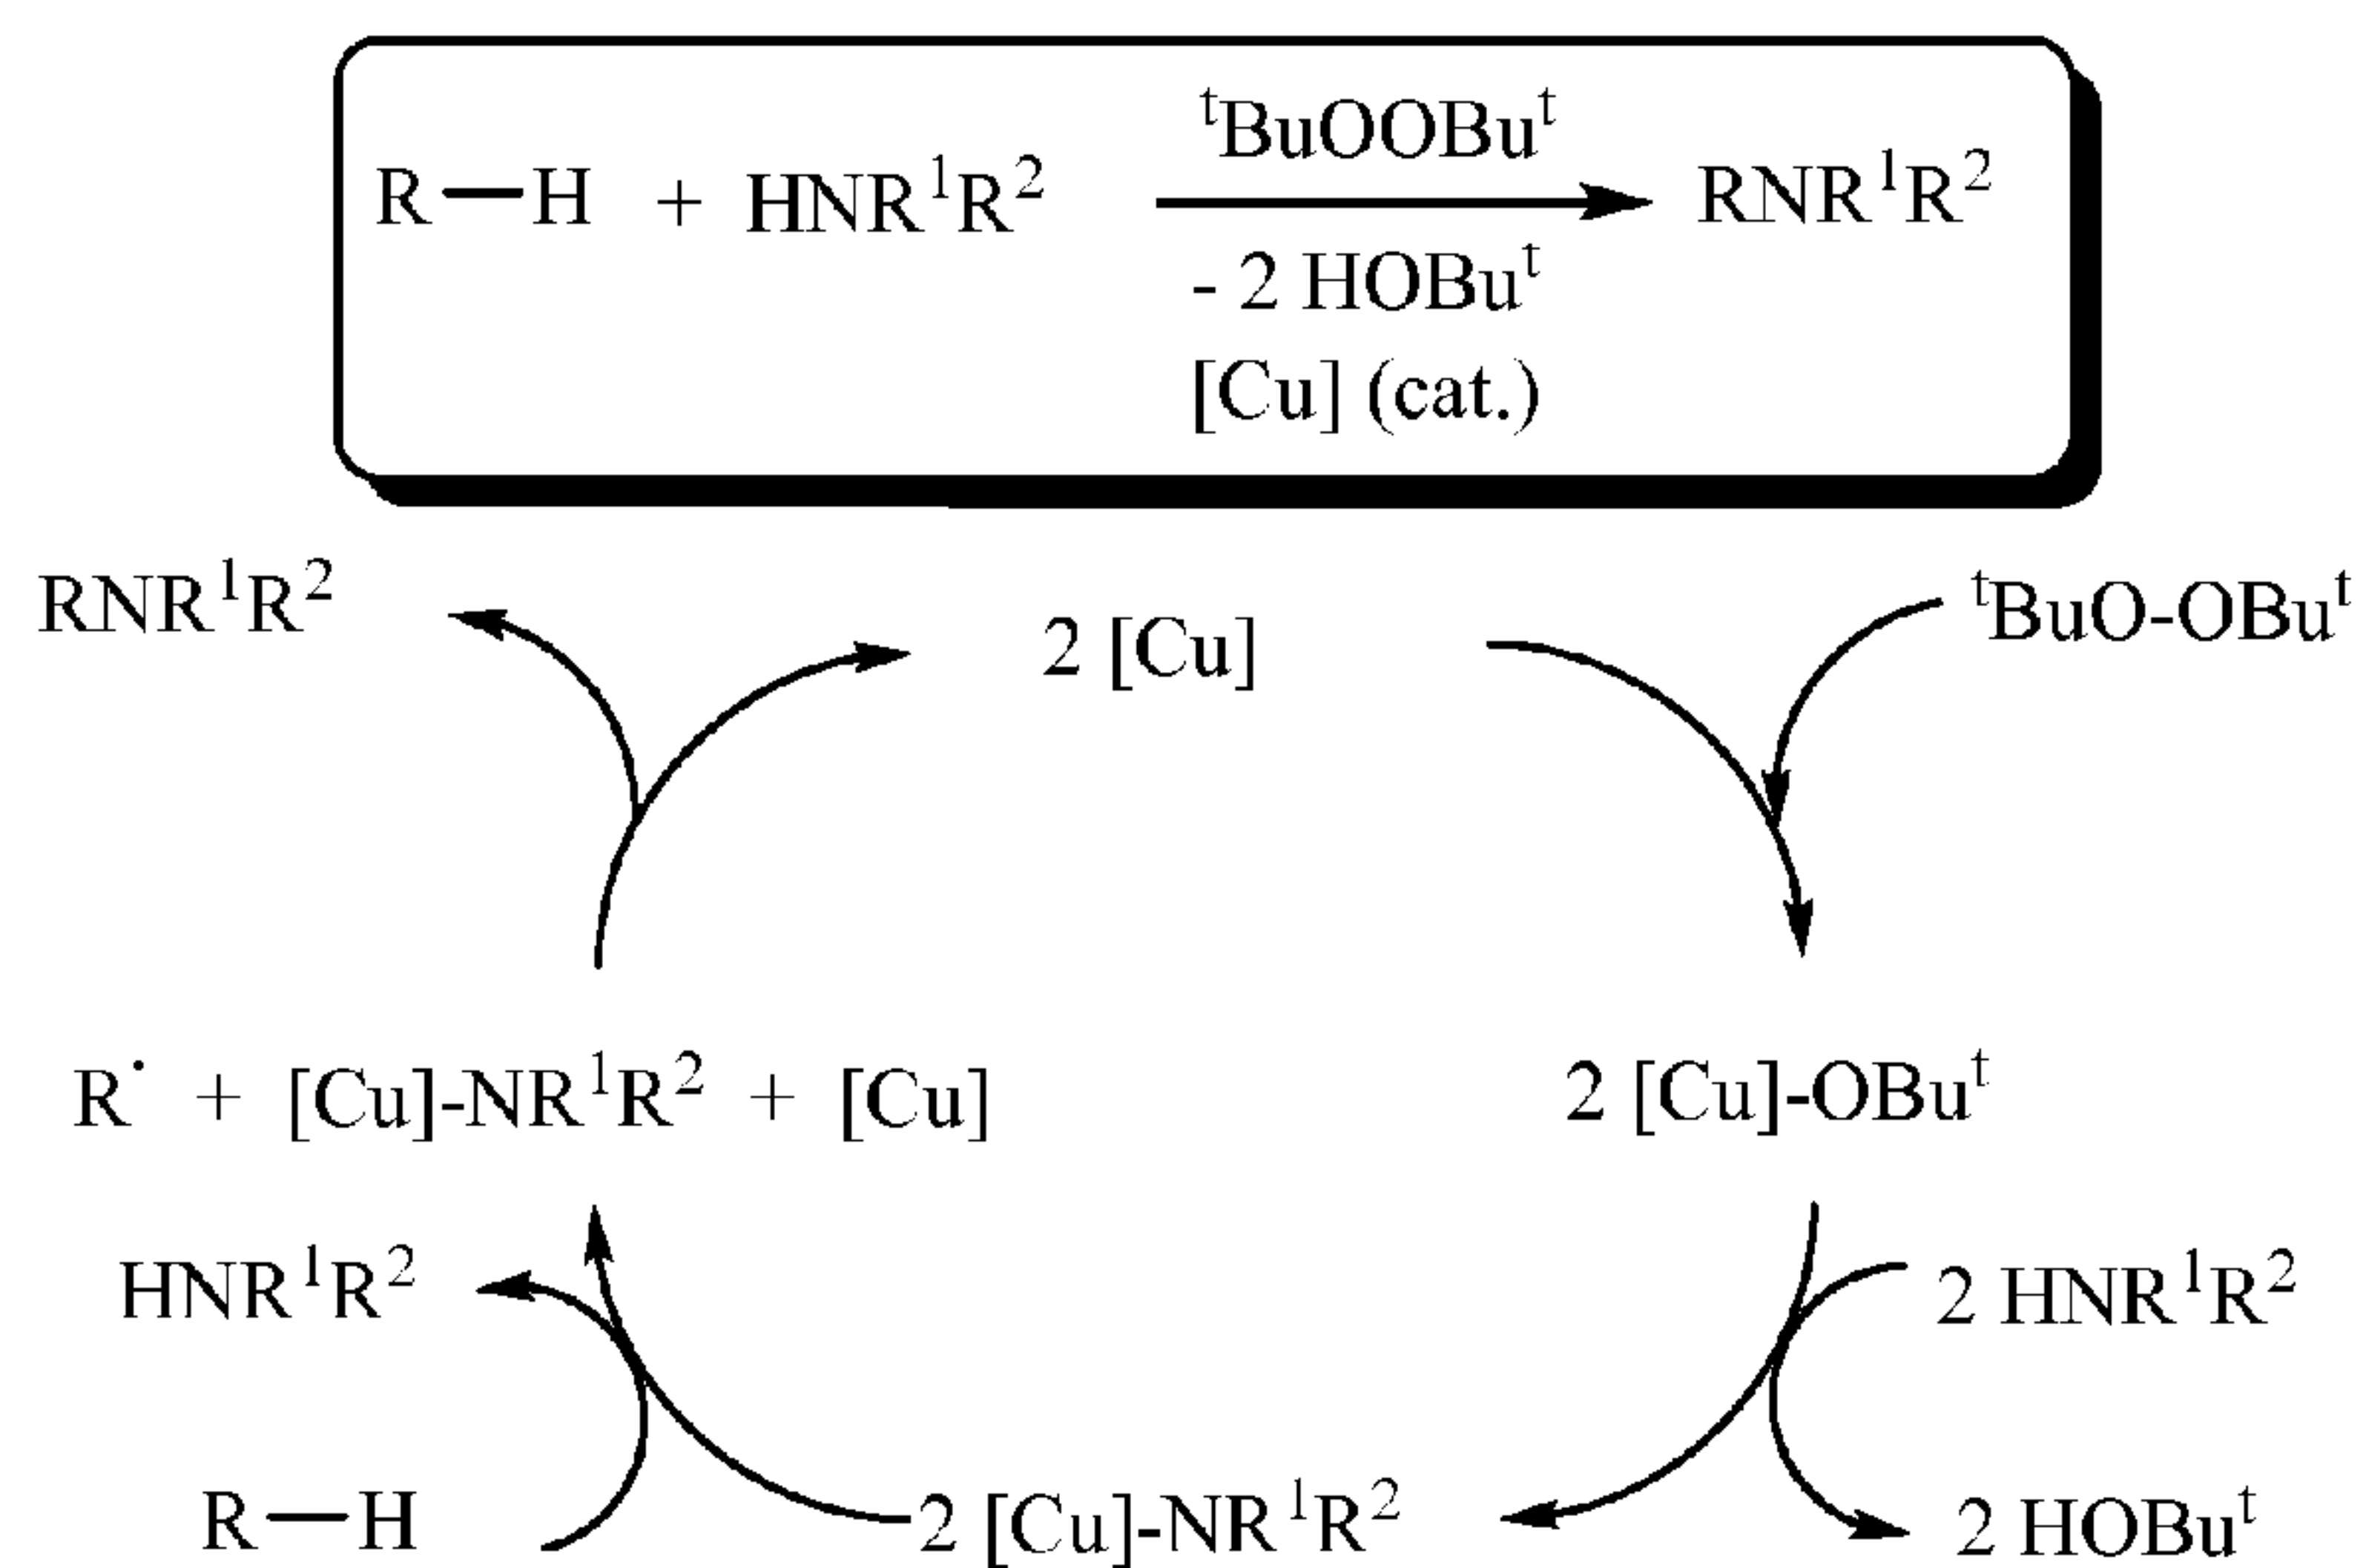 ᵗBuOOBuᵗ
R—H + HNR¹R² RNR¹R²
- 2 HOBuᵗ
[Cu] (cat.)
RNR¹R² 2 [Cu] ᵗBuO-OBuᵗ
R˙ + [Cu]-NR¹R² + [Cu] 2 [Cu]-OBuᵗ
HNR¹R² 2 HNR¹R²
R—H 2 [Cu]-NR¹R² 2 HOBuᵗ